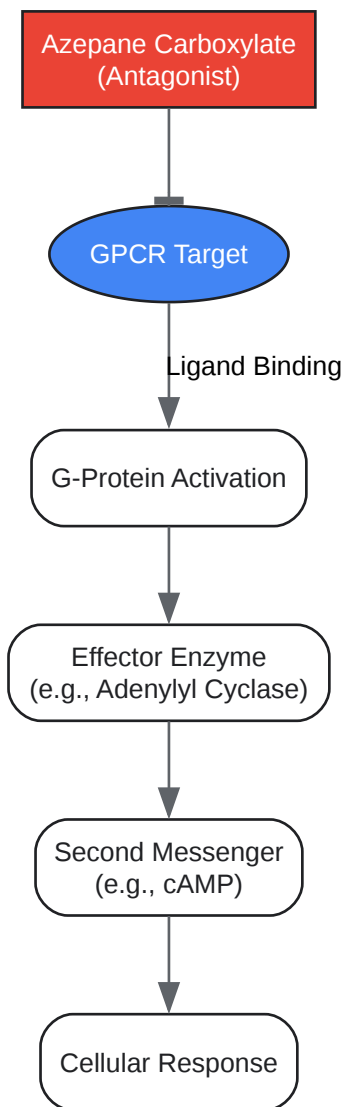 Azepane Carboxylate
(Antagonist)
GPCR Target
Ligand Binding
G-Protein Activation
Effector Enzyme
(e.g., Adenylyl Cyclase)
Second Messenger
(e.g., cAMP)
Cellular Response